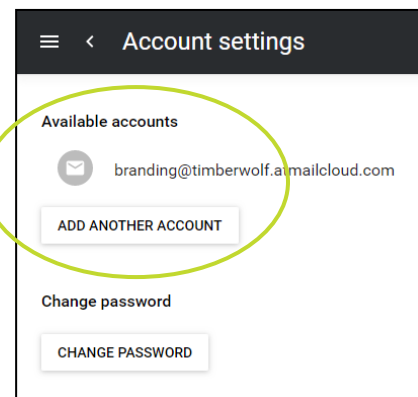 Account settings
Available accounts
branding@timberwolf.atmailcloud.com
ADD ANOTHER ACCOUNT
Change password
CHANGE PASSWORD